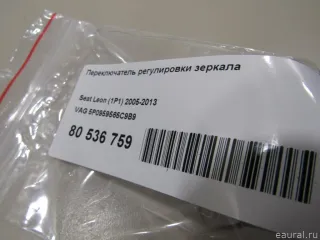 Переключатель регулировки зеркала
Seat Leon (1P1) 2005-2013
VAG 5P0959565C9B9
80 536 759
eaural.ru